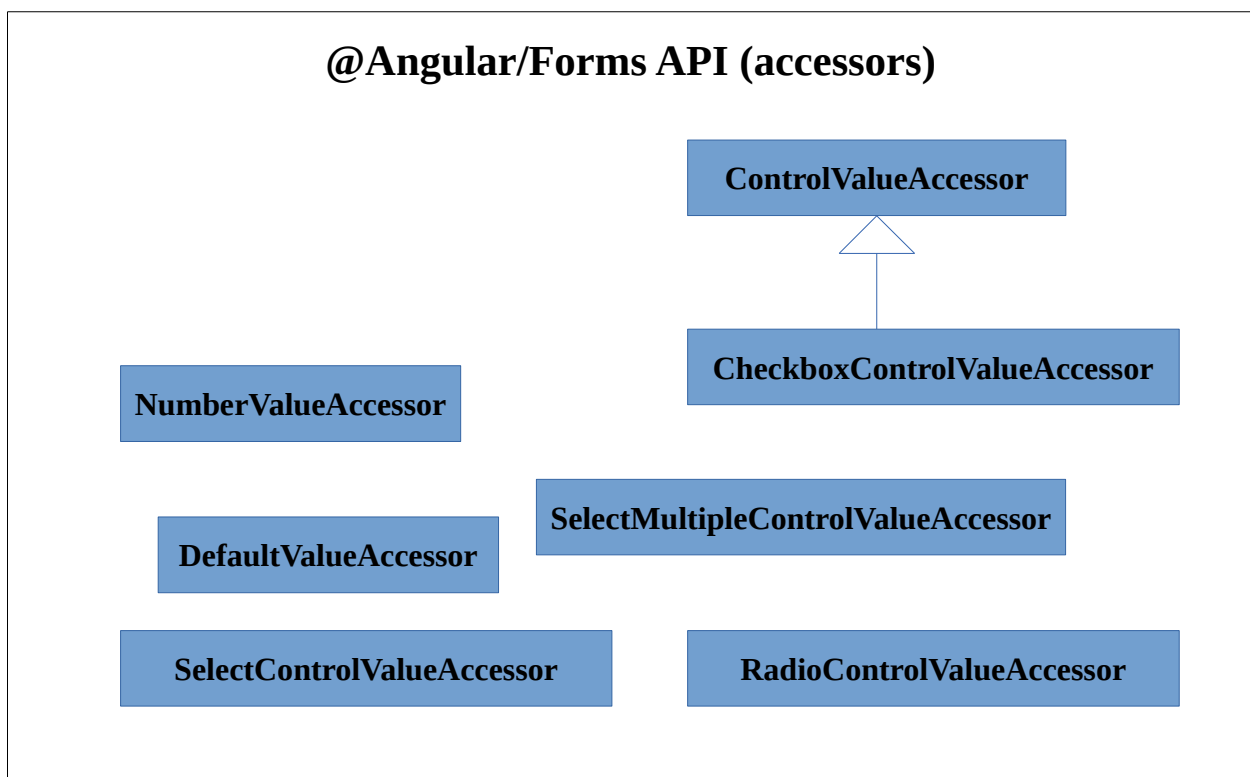 @Angular/Forms API (accessors)
ControlValueAccessor
CheckboxControlValueAccessor
NumberValueAccessor
SelectMultipleControlValueAccessor
DefaultValueAccessor
SelectControlValueAccessor
RadioControlValueAccessor